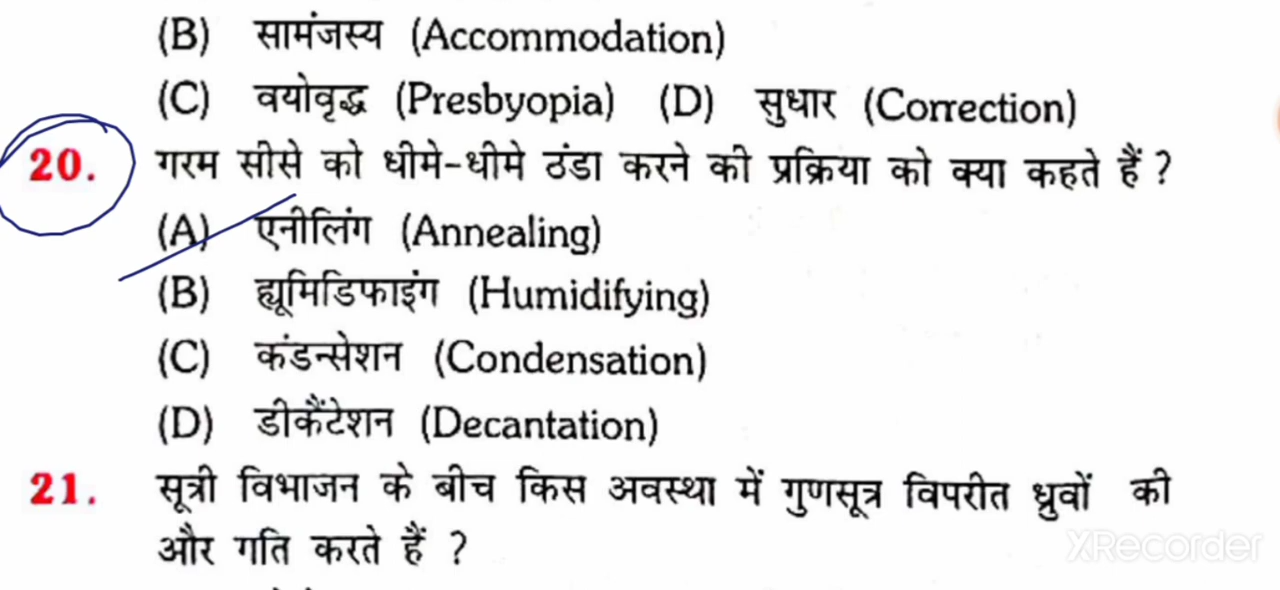 (B) सामंजस्य (Accommodation)
(C) वयोवृद्ध (Presbyopia) (D) सुधार (Correction)
20. गरम सीसे को धीमे-धीमे ठंडा करने की प्रक्रिया को क्या कहते हैं ?
(A) एनीलिंग (Annealing)
(B) ह्यूमिडिफाइंग (Humidifying)
(C) कंडन्सेशन (Condensation)
(D) डीकैंटेशन (Decantation)
21. सूत्री विभाजन के बीच किस अवस्था में गुणसूत्र विपरीत ध्रुवों की
और गति करते हैं ?
XRecorder